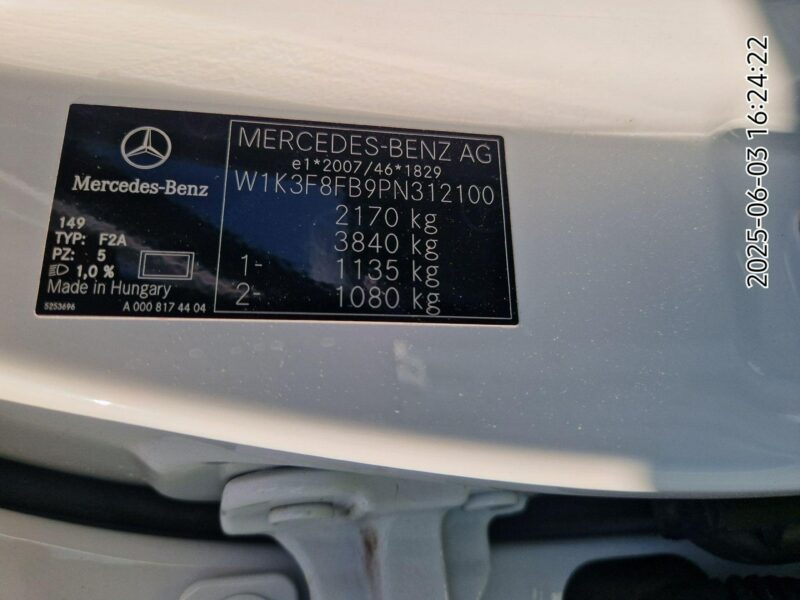 Mercedes-Benz
149
TYP: F2A
PZ: 5
1,0 %
Made in Hungary
5253696
A 000 817 44 04
MERCEDES-BENZ AG
e1*2007/46*1829
W1K3F8FB9PN312100
2170 kg
3840 kg
1- 1135 kg
2- 1080 kg
2025-06-03 16:24:22